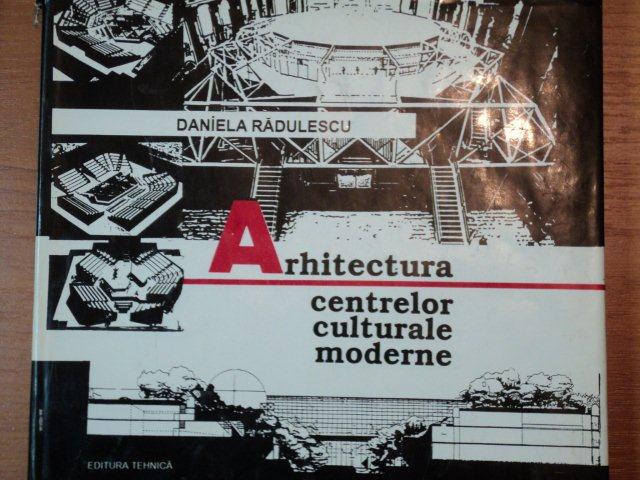 DANIELA RĂDULESCU
Arhitectura
centrelor
culturale
moderne
EDITURA TEHNICĂ